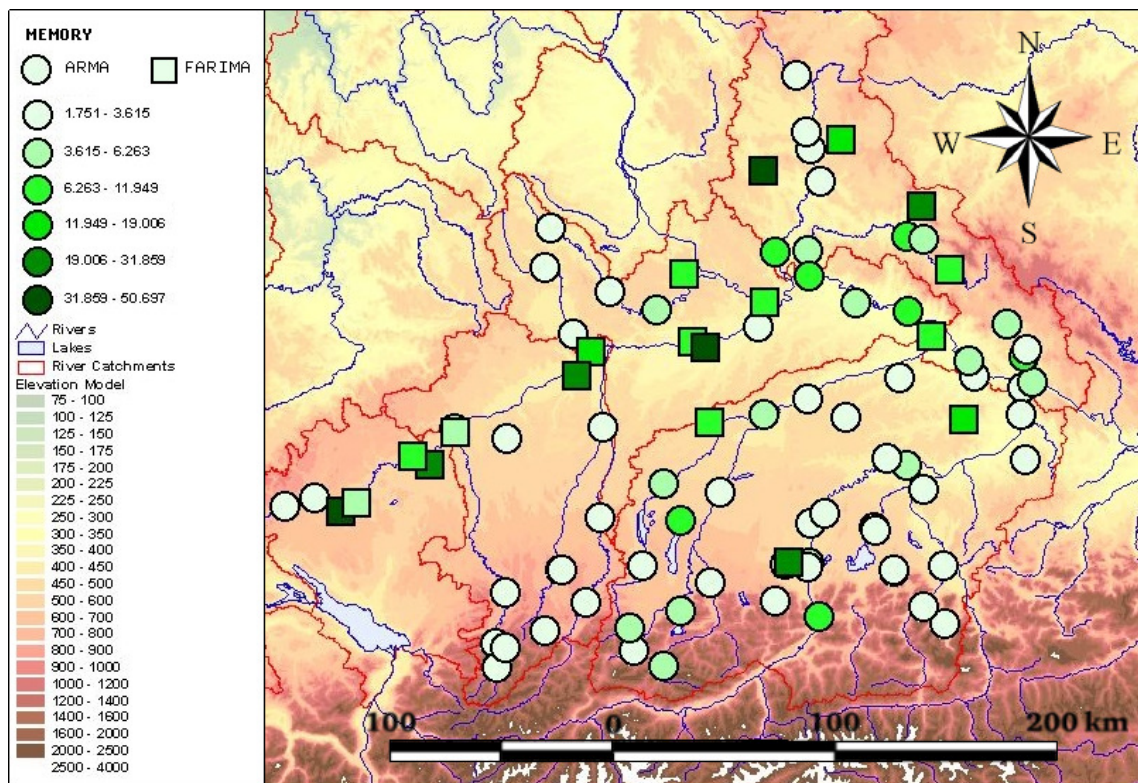 MEMORY
ARMA FARIMA
1.751 - 3.615
3.615 - 6.263
6.263 - 11.949
11.949 - 19.006
19.006 - 31.859
31.859 - 50.697
Rivers
Lakes
River Catchments
Elevation Model
75 - 100
100 - 125
125 - 150
150 - 175
175 - 200
200 - 225
225 - 250
250 - 300
300 - 350
350 - 400
400 - 450
450 - 500
500 - 600
600 - 700
700 - 800
800 - 900
900 - 1000
1000 - 1200
1200 - 1400
1400 - 1600
1600 - 2000
2000 - 2500
2500 - 4000
N
W E
S
100 0 100 200 km